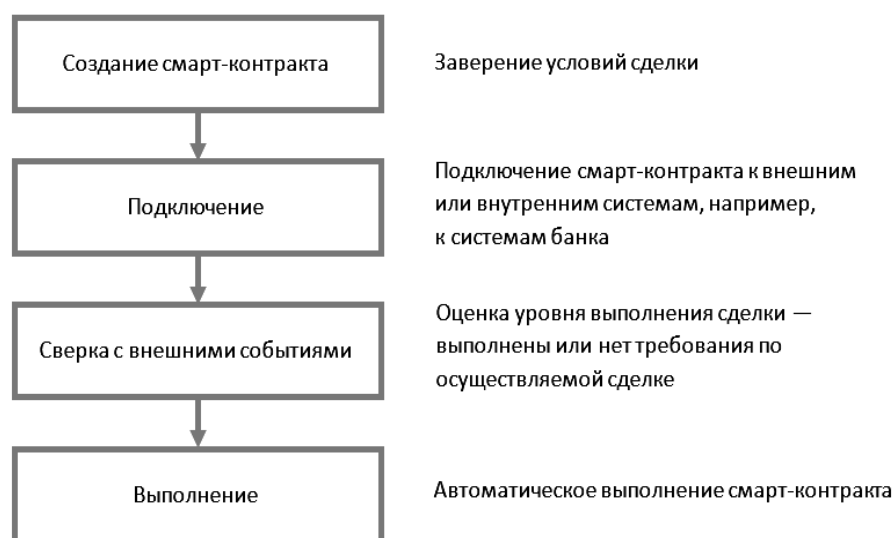 Создание смарт-контракта
Заверение условий сделки
Подключение
Подключение смарт-контракта к внешним
или внутренним системам, например,
к системам банка
Сверка с внешними событиями
Оценка уровня выполнения сделки —
выполнены или нет требования по
осуществляемой сделке
Выполнение
Автоматическое выполнение смарт-контракта